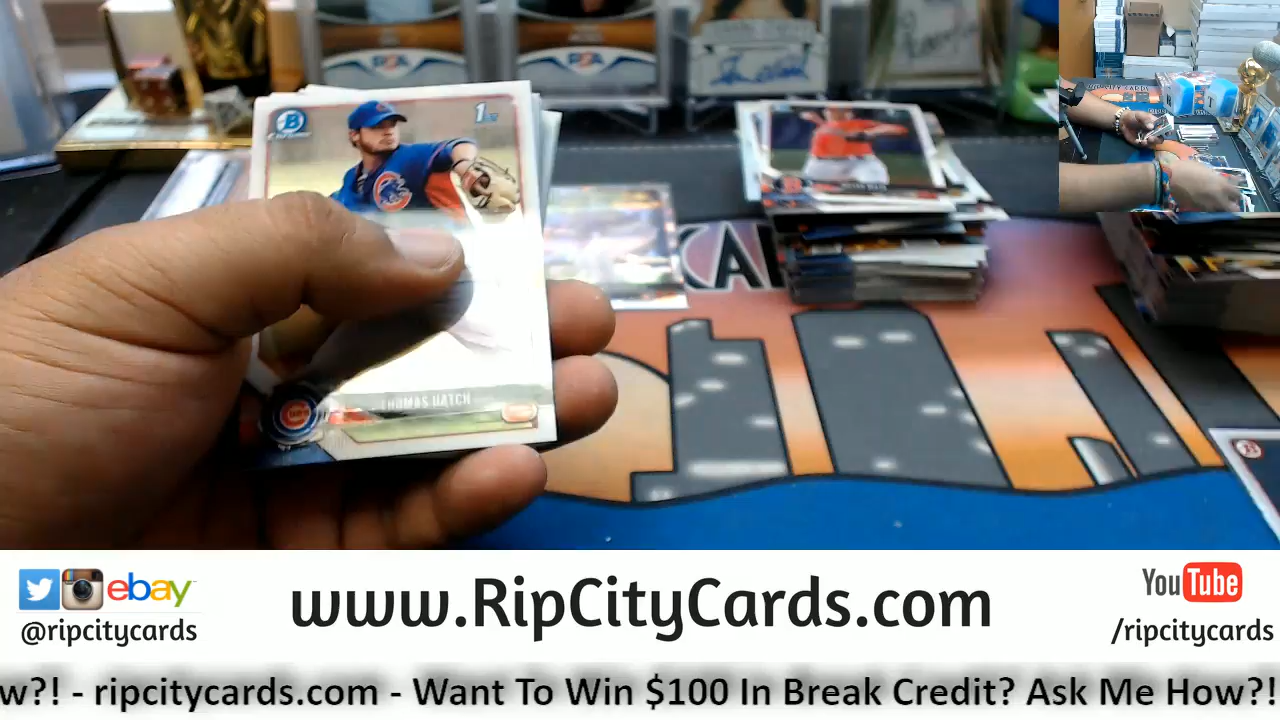 1ST
THOMAS HATCH
www.RipCityCards.com
ebay
@ripcitycards
YouTube
/ripcitycards
w?! - ripcitycards.com - Want To Win $100 In Break Credit? Ask Me How?!